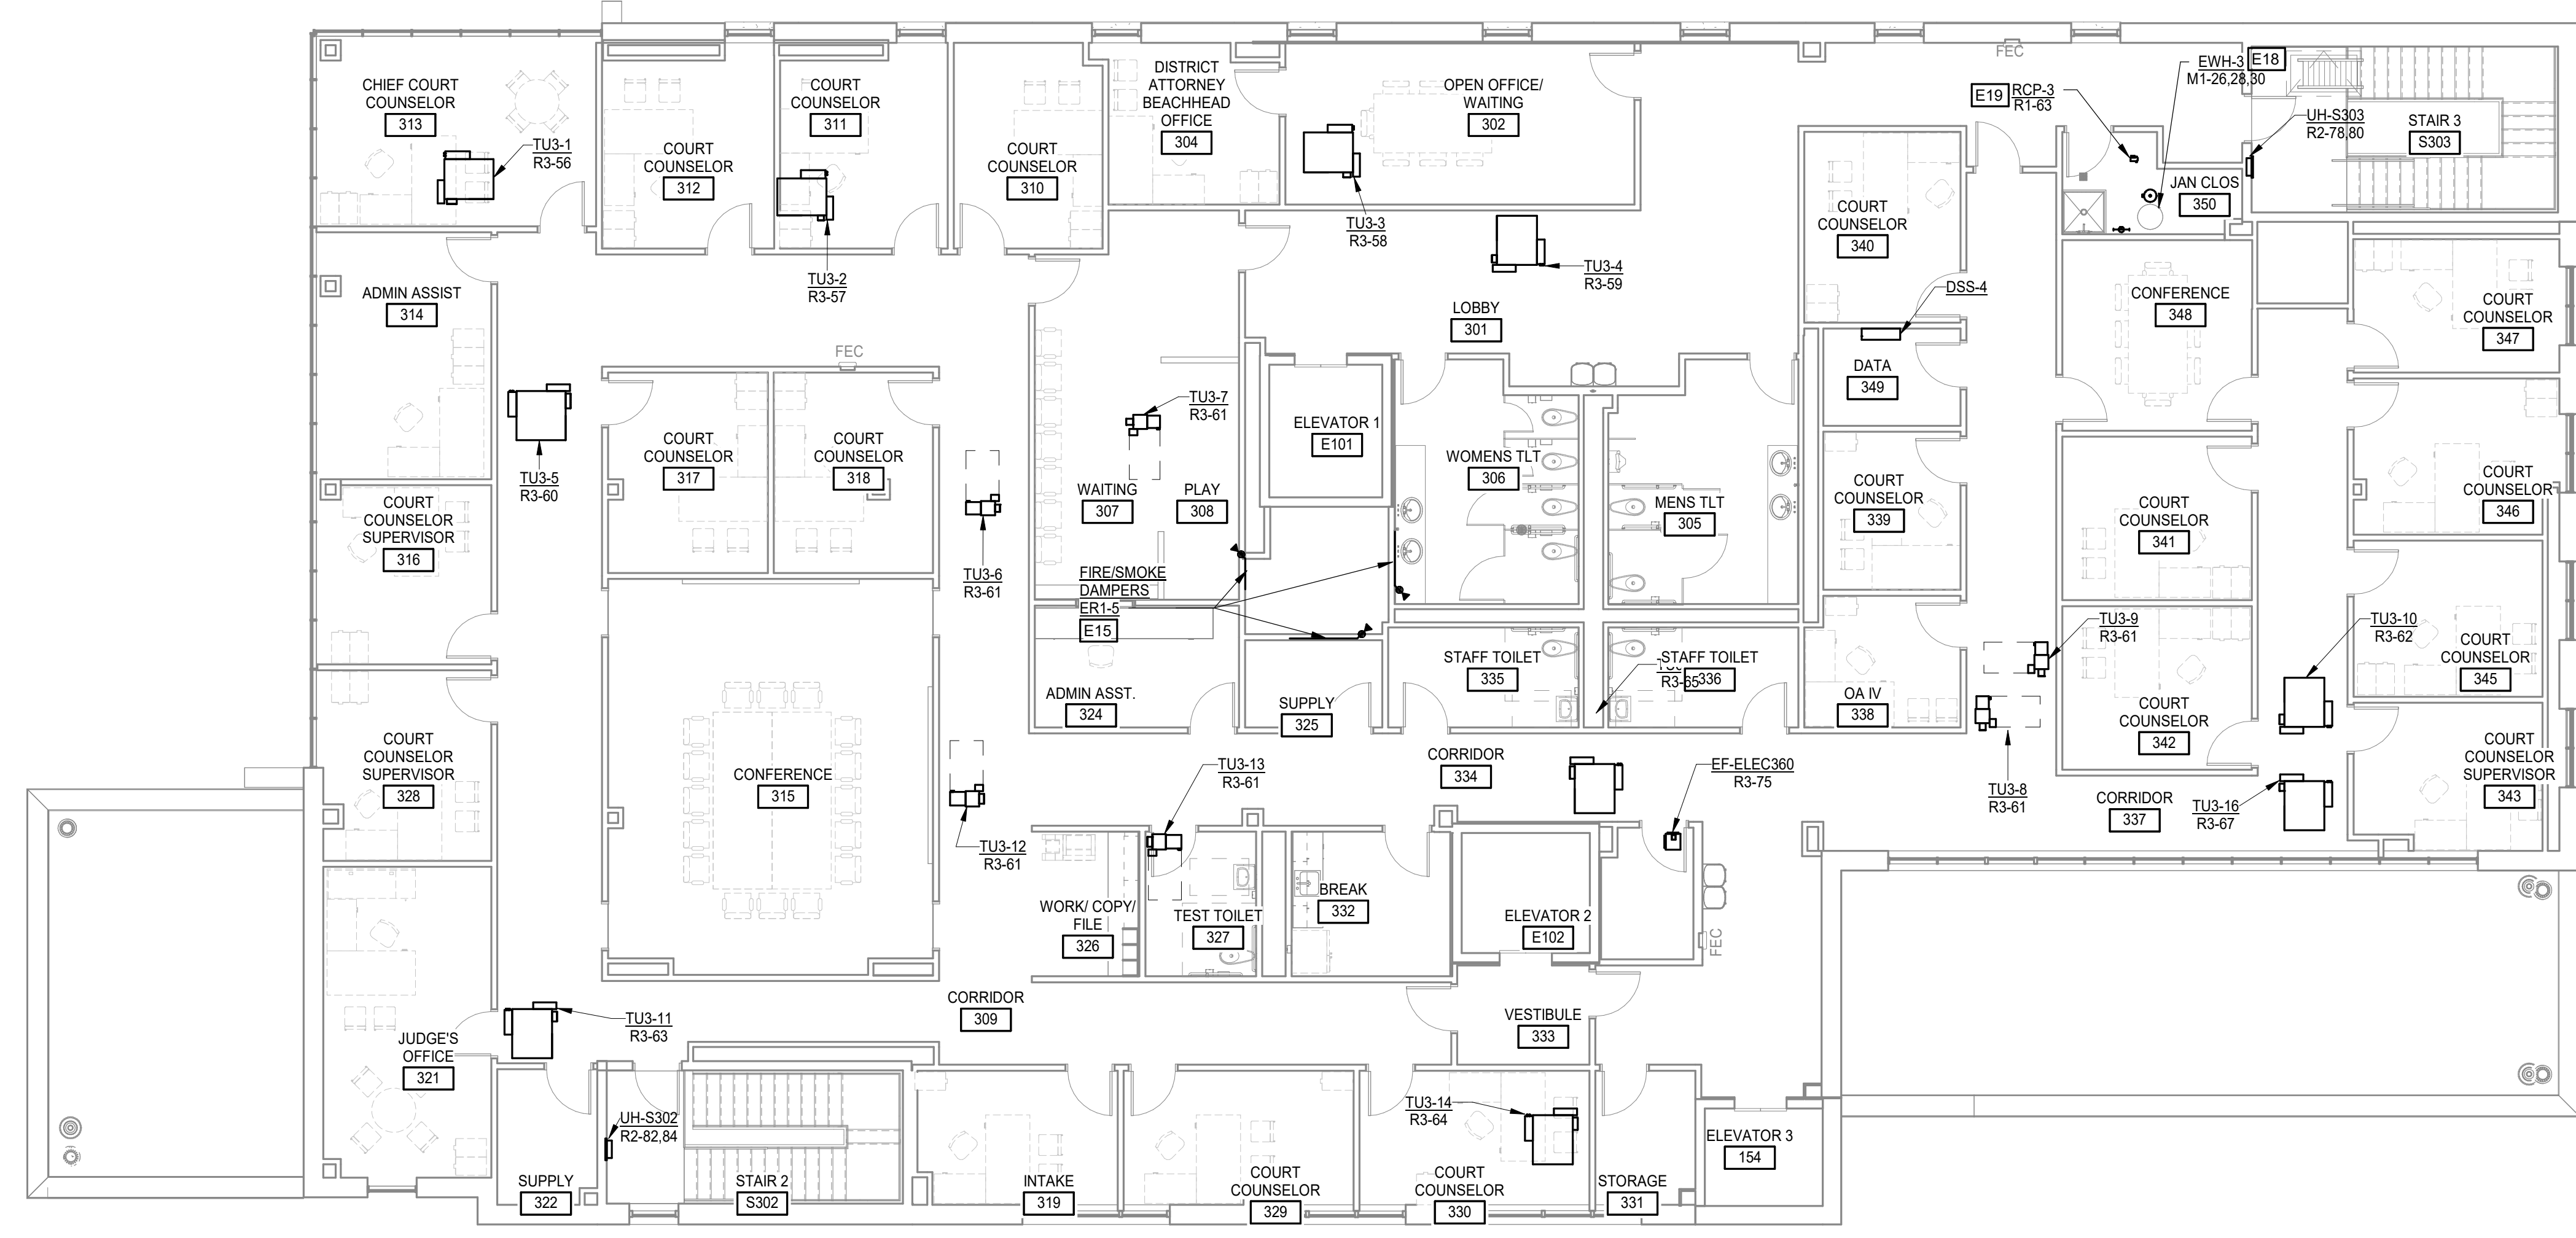 CHIEF COURT
COUNSELOR
313
TU3-1
R3-56
COURT
COUNSELOR
312
COURT
COUNSELOR
311
TU3-2
R3-57
COURT
COUNSELOR
310
DISTRICT
ATTORNEY
BEACHHEAD
OFFICE
304
OPEN OFFICE/
WAITING
302
TU3-3
R3-58
TU3-4
R3-59
LOBBY
301
FEC
E19
RCP-3
R1-63
EWH-3
M1-26,28,30
E18
UH-S303
R2-78,80
STAIR 3
S303
JAN CLOS
350
COURT
COUNSELOR
340
DSS-4
DATA
349
CONFERENCE
348
COURT
COUNSELOR
347
ADMIN ASSIST
314
TU3-5
R3-60
FEC
COURT
COUNSELOR
317
COURT
COUNSELOR
318
TU3-6
R3-61
TU3-7
R3-61
WAITING
307
PLAY
308
ELEVATOR 1
E101
WOMENS TLT
306
MENS TLT
305
COURT
COUNSELOR
339
COURT
COUNSELOR
341
COURT
COUNSELOR
346
COURT
COUNSELOR
SUPERVISOR
316
FIRE/SMOKE
DAMPERS
ER1-5
E15
ADMIN ASST.
324
SUPPLY
325
STAFF TOILET
335
STAFF TOILET
336
R3-65
OA IV
338
TU3-9
R3-61
TU3-8
R3-61
COURT
COUNSELOR
342
TU3-10
R3-62
COURT
COUNSELOR
345
COURT
COUNSELOR
SUPERVISOR
343
TU3-16
R3-67
CORRIDOR
337
COURT
COUNSELOR
SUPERVISOR
328
CONFERENCE
315
TU3-12
R3-61
TU3-13
R3-61
CORRIDOR
334
EF-ELEC360
R3-75
WORK/ COPY/
FILE
326
TEST TOILET
327
BREAK
332
ELEVATOR 2
E102
FEC
JUDGE'S
OFFICE
321
TU3-11
R3-63
CORRIDOR
309
VESTIBULE
333
UH-S302
R2-82,84
SUPPLY
322
STAIR 2
S302
INTAKE
319
COURT
COUNSELOR
329
TU3-14
R3-64
COURT
COUNSELOR
330
STORAGE
331
ELEVATOR 3
154